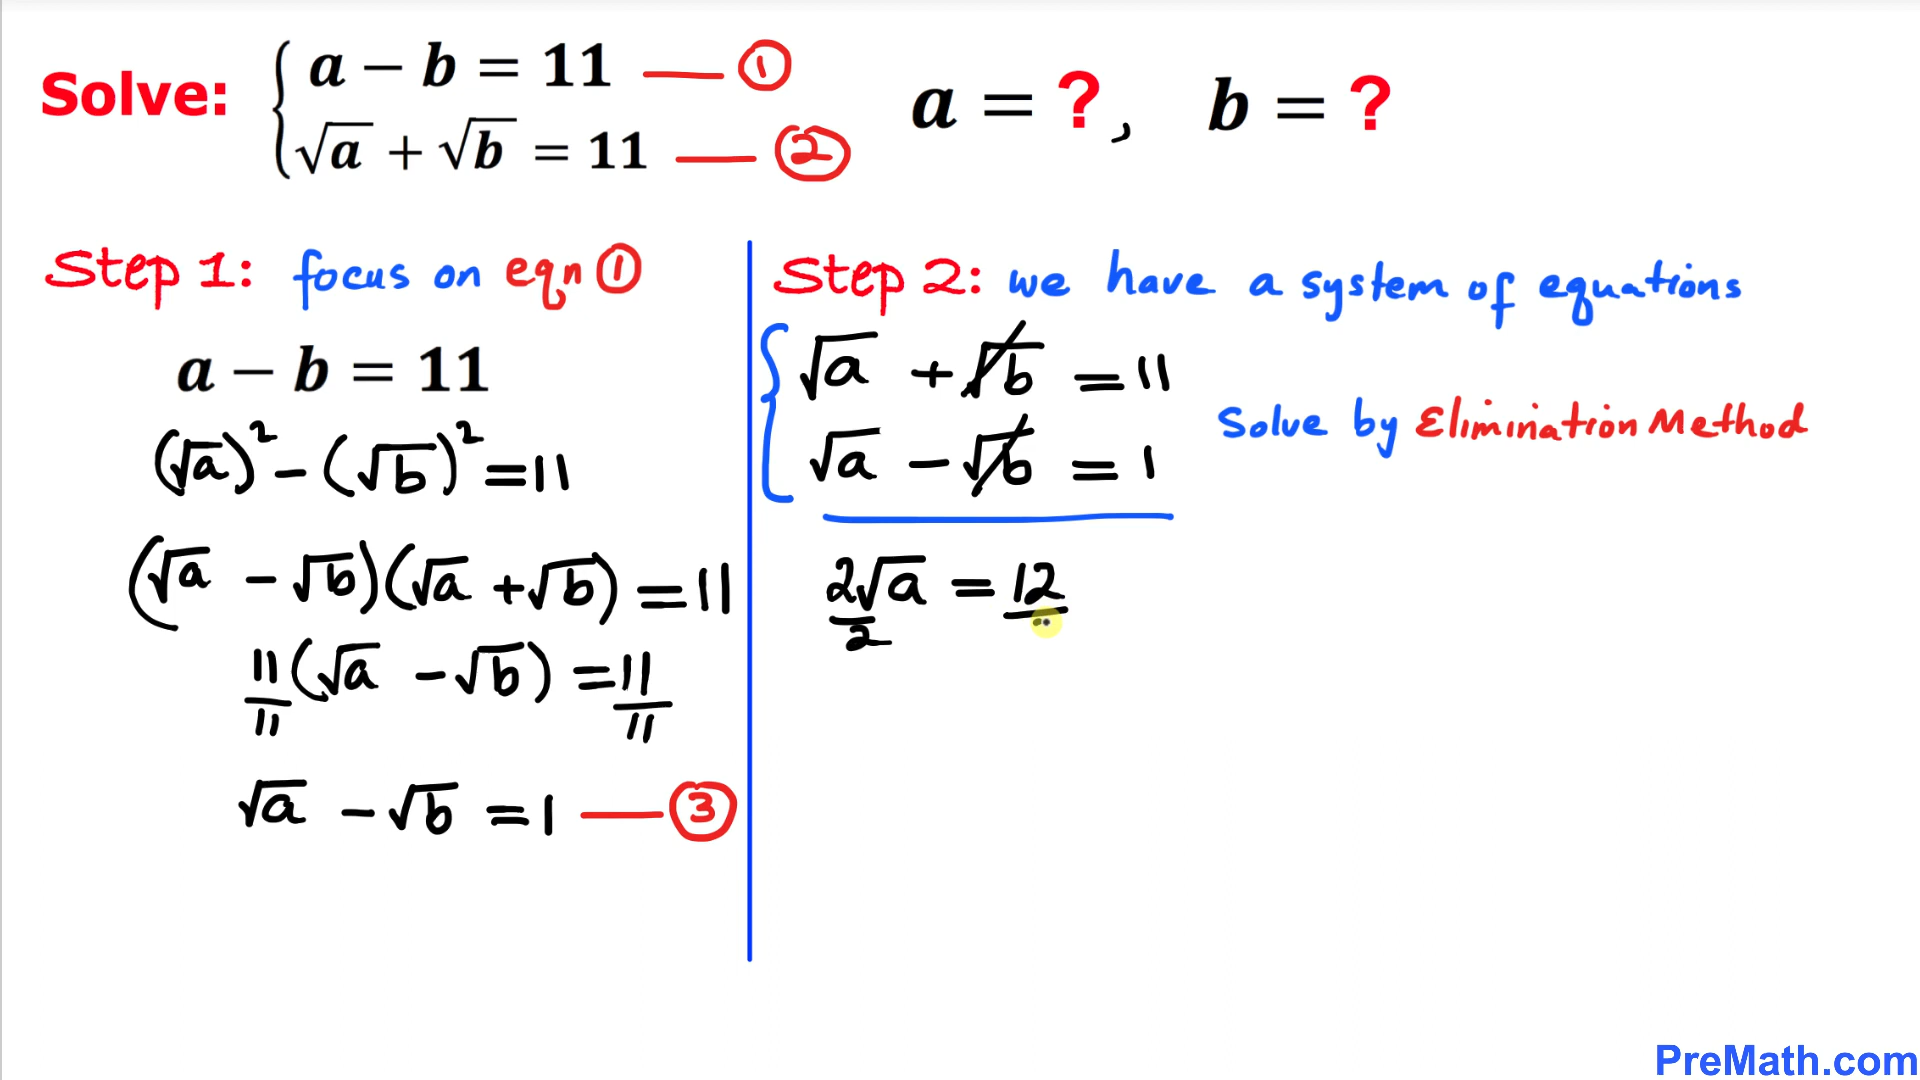 Solve: { a − b = 11 — ①
√a + √b = 11 — ②
a = ?, b = ?
Step 1: focus on eqn ①
a − b = 11
(√a)² − (√b)² = 11
(√a − √b)(√a + √b) = 11
11(√a − √b) = 11
11 11
√a − √b = 1 — ③
Step 2: we have a system of equations
{ √a + √b = 11
√a − √b = 1
Solve by Elimination Method
2√a = 12
2
PreMath.com